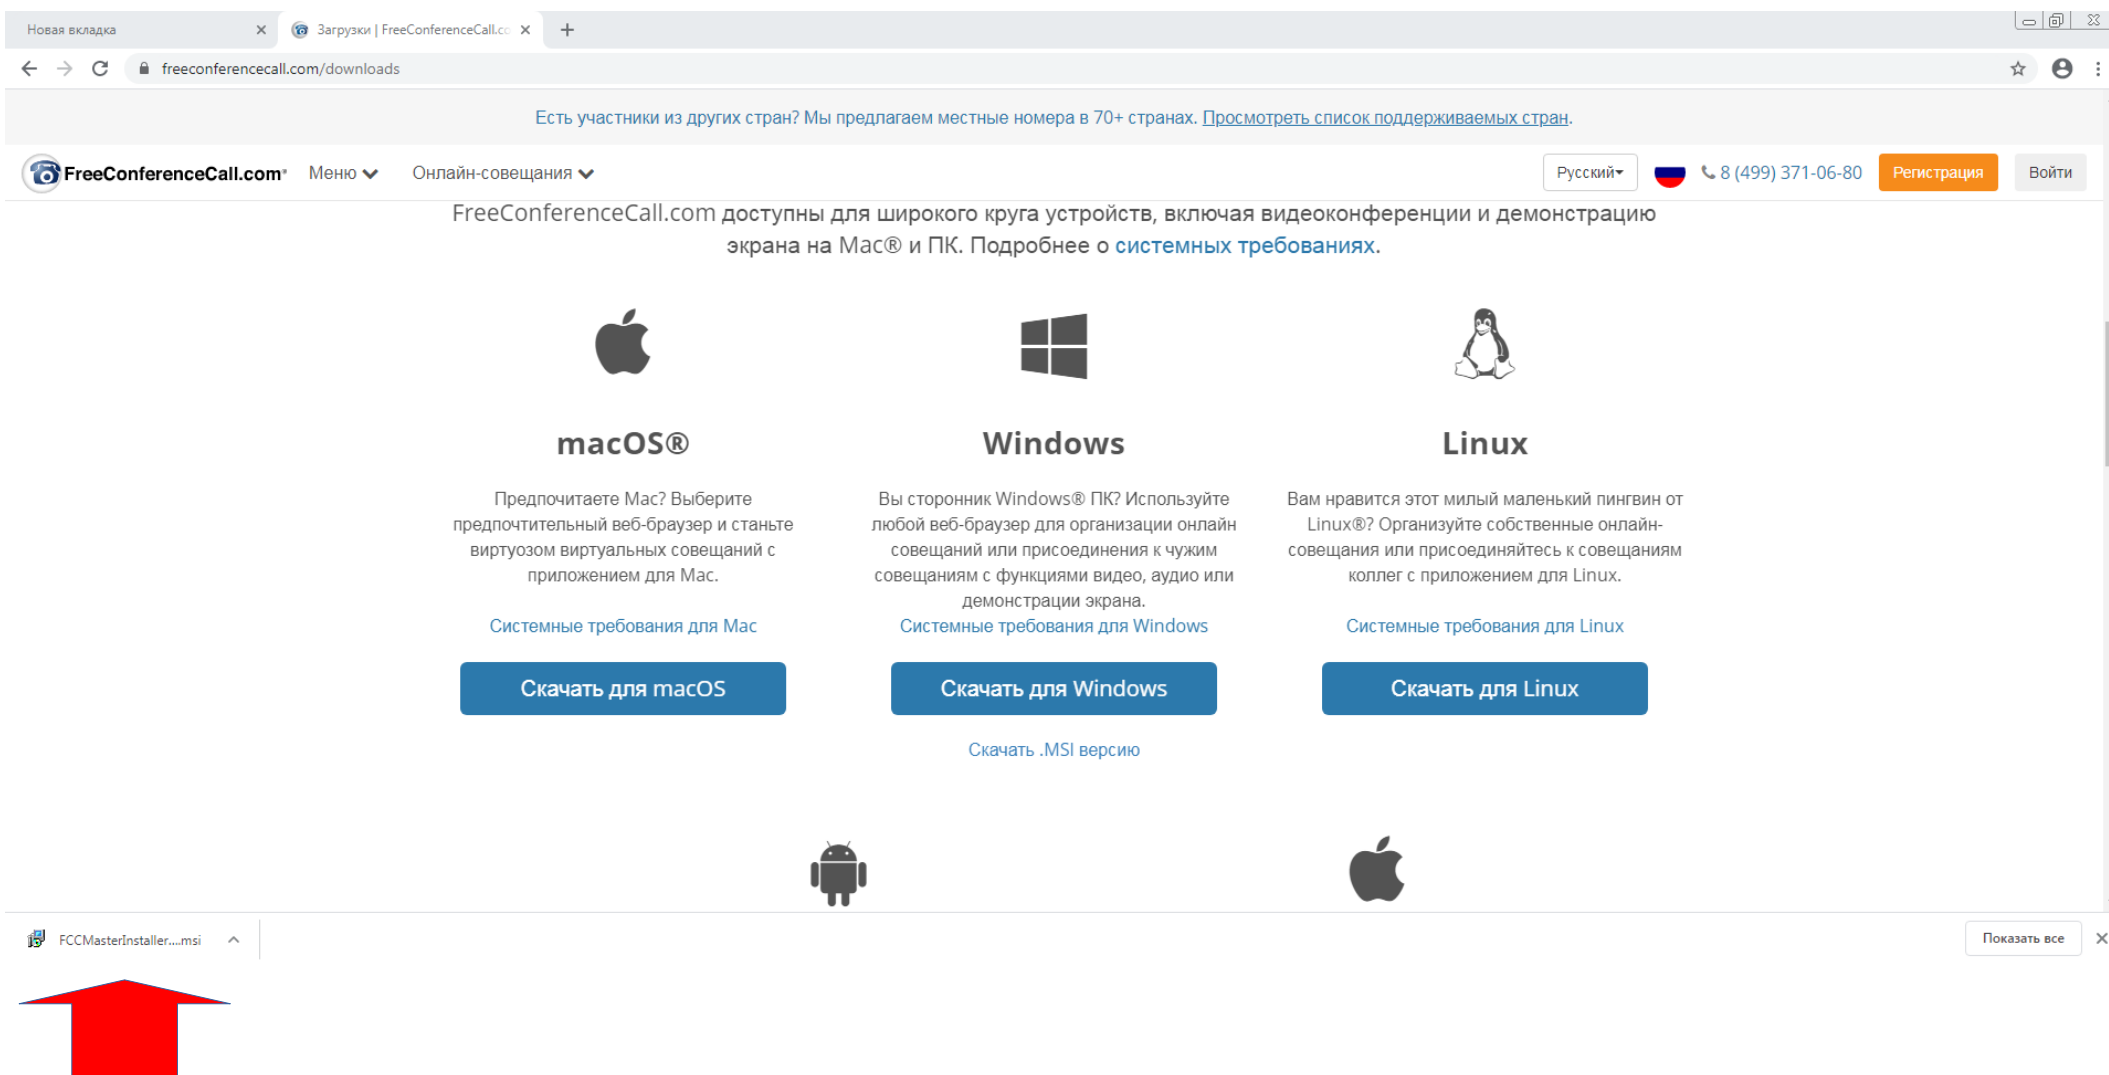 Новая вкладка
Загрузки | FreeConferenceCall.co
freeconferencecall.com/downloads
Есть участники из других стран? Мы предлагаем местные номера в 70+ странах. Просмотреть список поддерживаемых стран.
FreeConferenceCall.com® Меню Онлайн-совещания Русский 8 (499) 371-06-80 Регистрация Войти
FreeConferenceCall.com доступны для широкого круга устройств, включая видеоконференции и демонстрацию
экрана на Mac® и ПК. Подробнее о системных требованиях.
macOS®
Предпочитаете Mac? Выберите
предпочтительный веб-браузер и станьте
виртуозом виртуальных совещаний с
приложением для Mac.
Системные требования для Mac
Скачать для macOS
Windows
Вы сторонник Windows® ПК? Используйте
любой веб-браузер для организации онлайн
совещаний или присоединения к чужим
совещаниям с функциями видео, аудио или
демонстрации экрана.
Системные требования для Windows
Скачать для Windows
Скачать .MSI версию
Linux
Вам нравится этот милый маленький пингвин от
Linux®? Организуйте собственные онлайн-
совещания или присоединяйтесь к совещаниям
коллег с приложением для Linux.
Системные требования для Linux
Скачать для Linux
FCCMasterInstaller....msi
Показать все